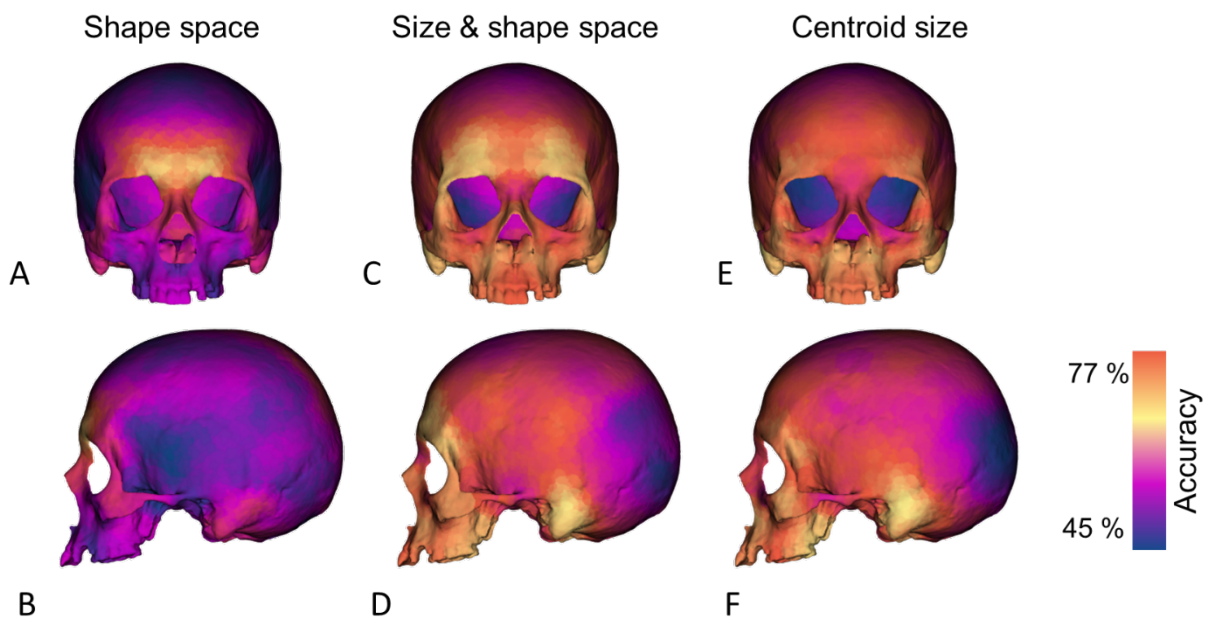 Shape space
Size & shape space
Centroid size
A
C
E
77 %
Accuracy
45 %
B
D
F